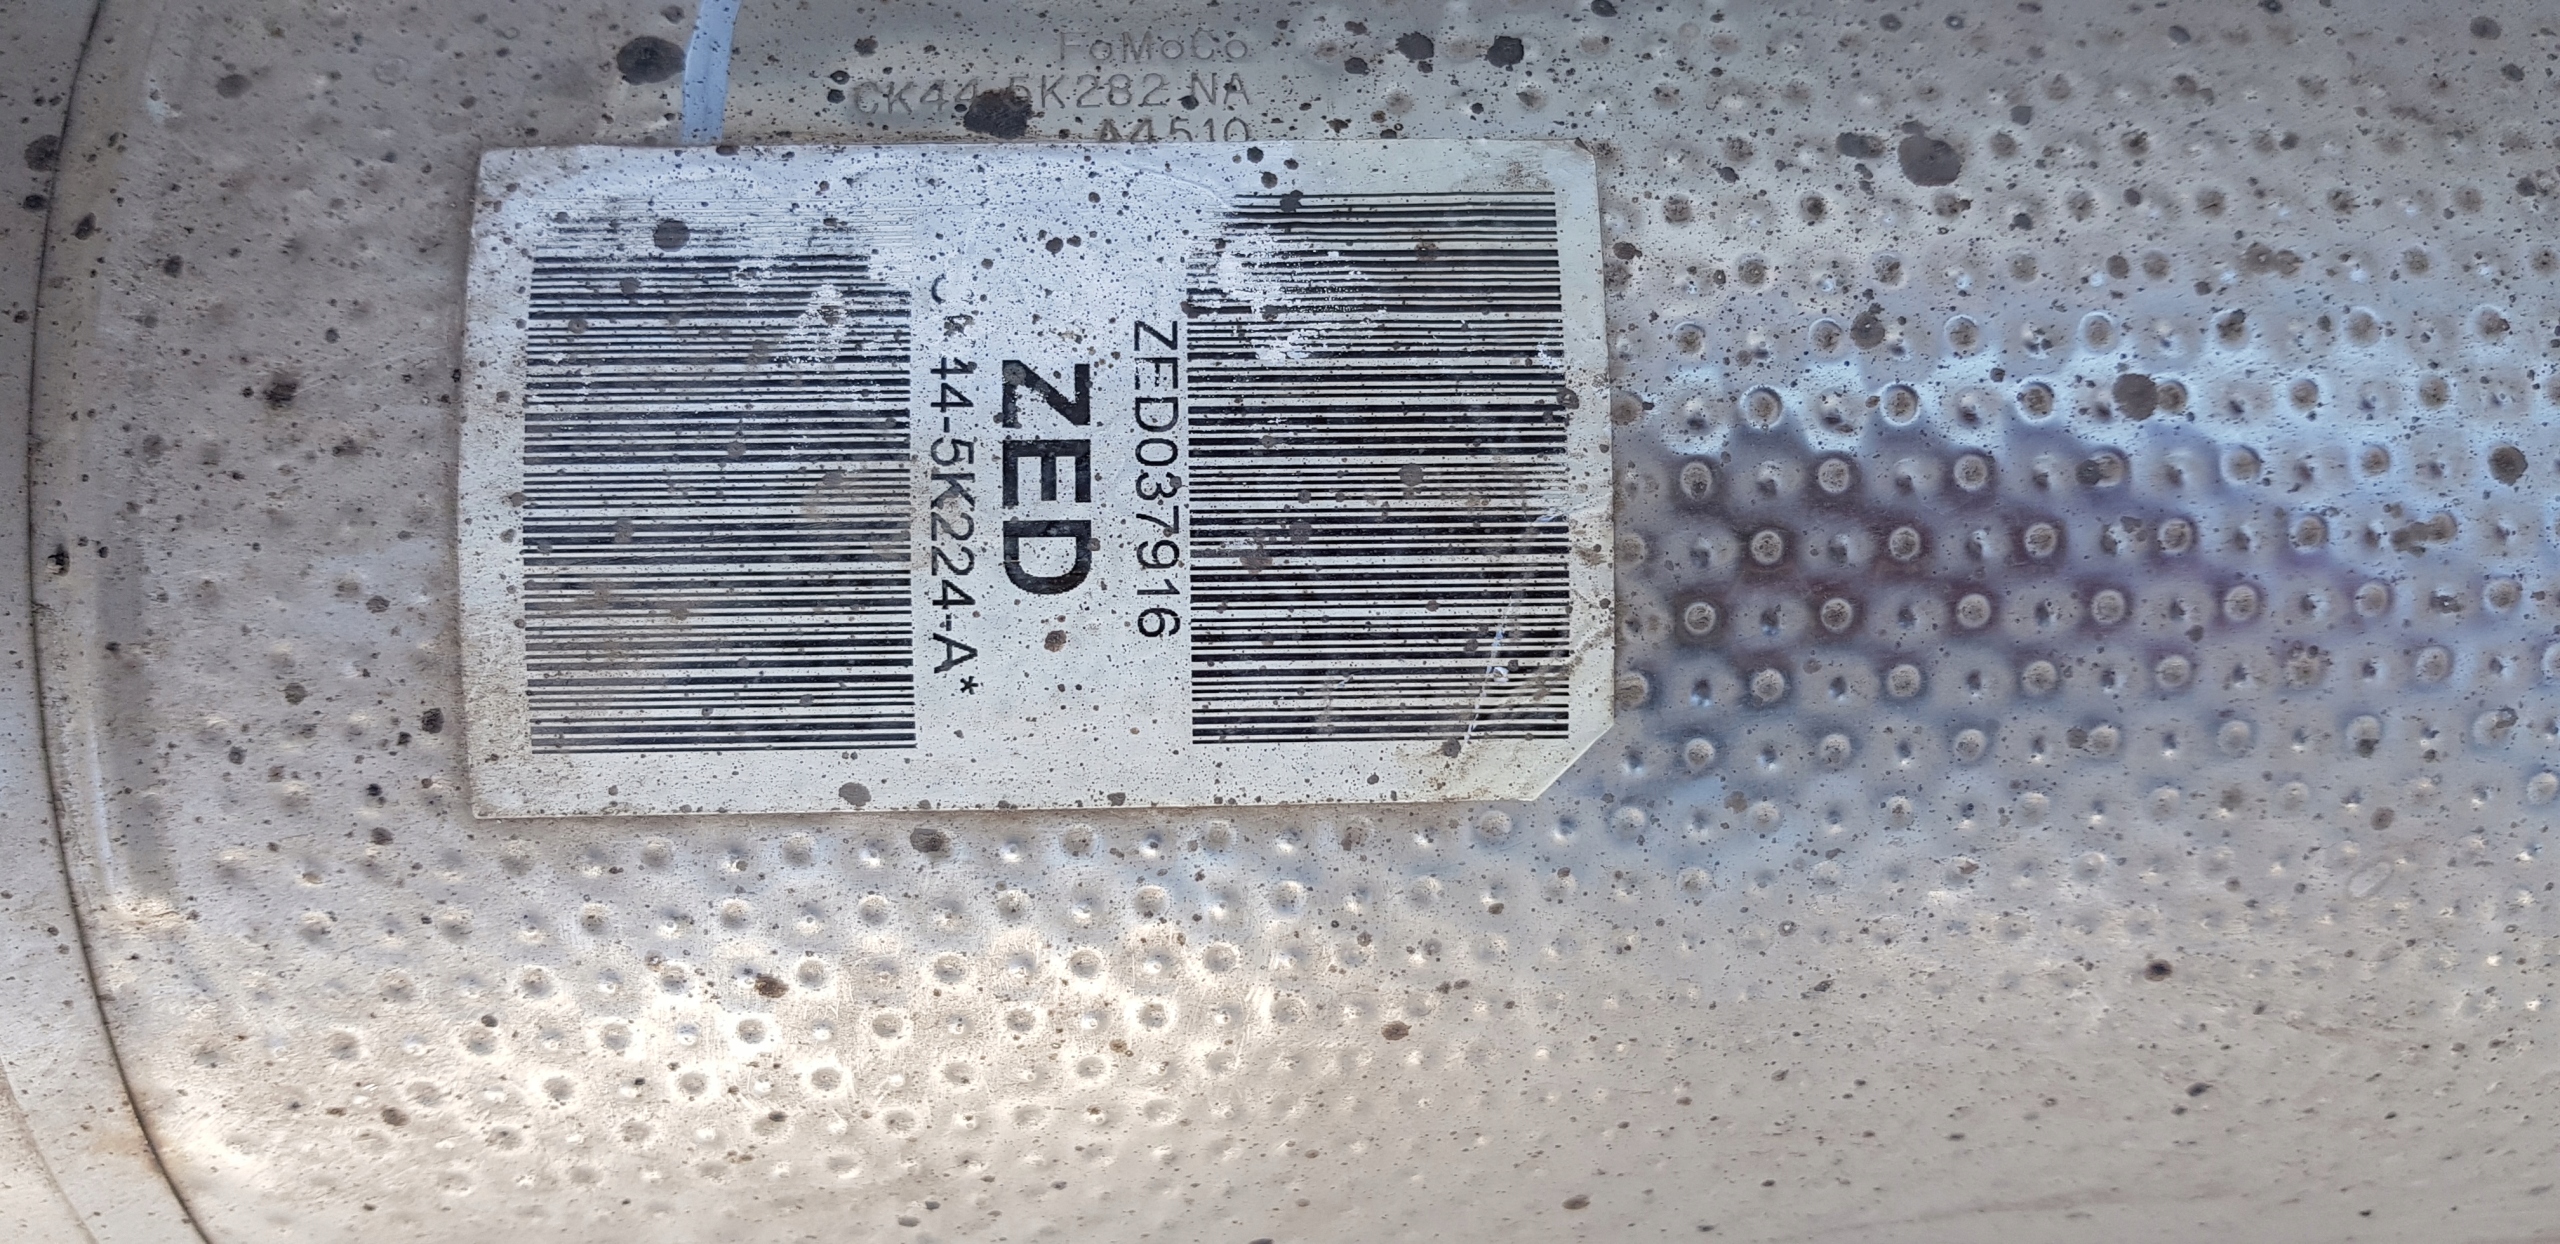 FoMoCo
CK44-5K282 NA
A4510
ZED037916
ZED
44-5K224-A*